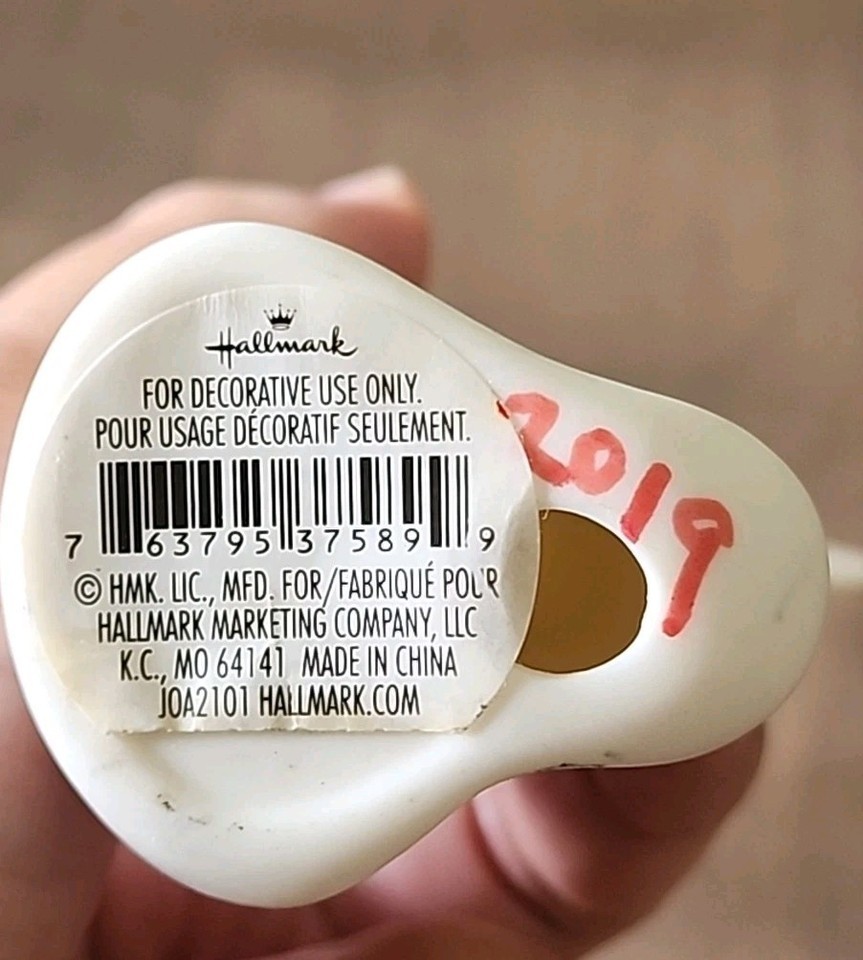 Hallmark
FOR DECORATIVE USE ONLY.
POUR USAGE DÉCORATIF SEULEMENT.
7 63795 37589 9
© HMK. LIC., MFD. FOR/FABRIQUÉ POUR
HALLMARK MARKETING COMPANY, LLC
K.C., MO 64141 MADE IN CHINA
JOA2101 HALLMARK.COM
2019